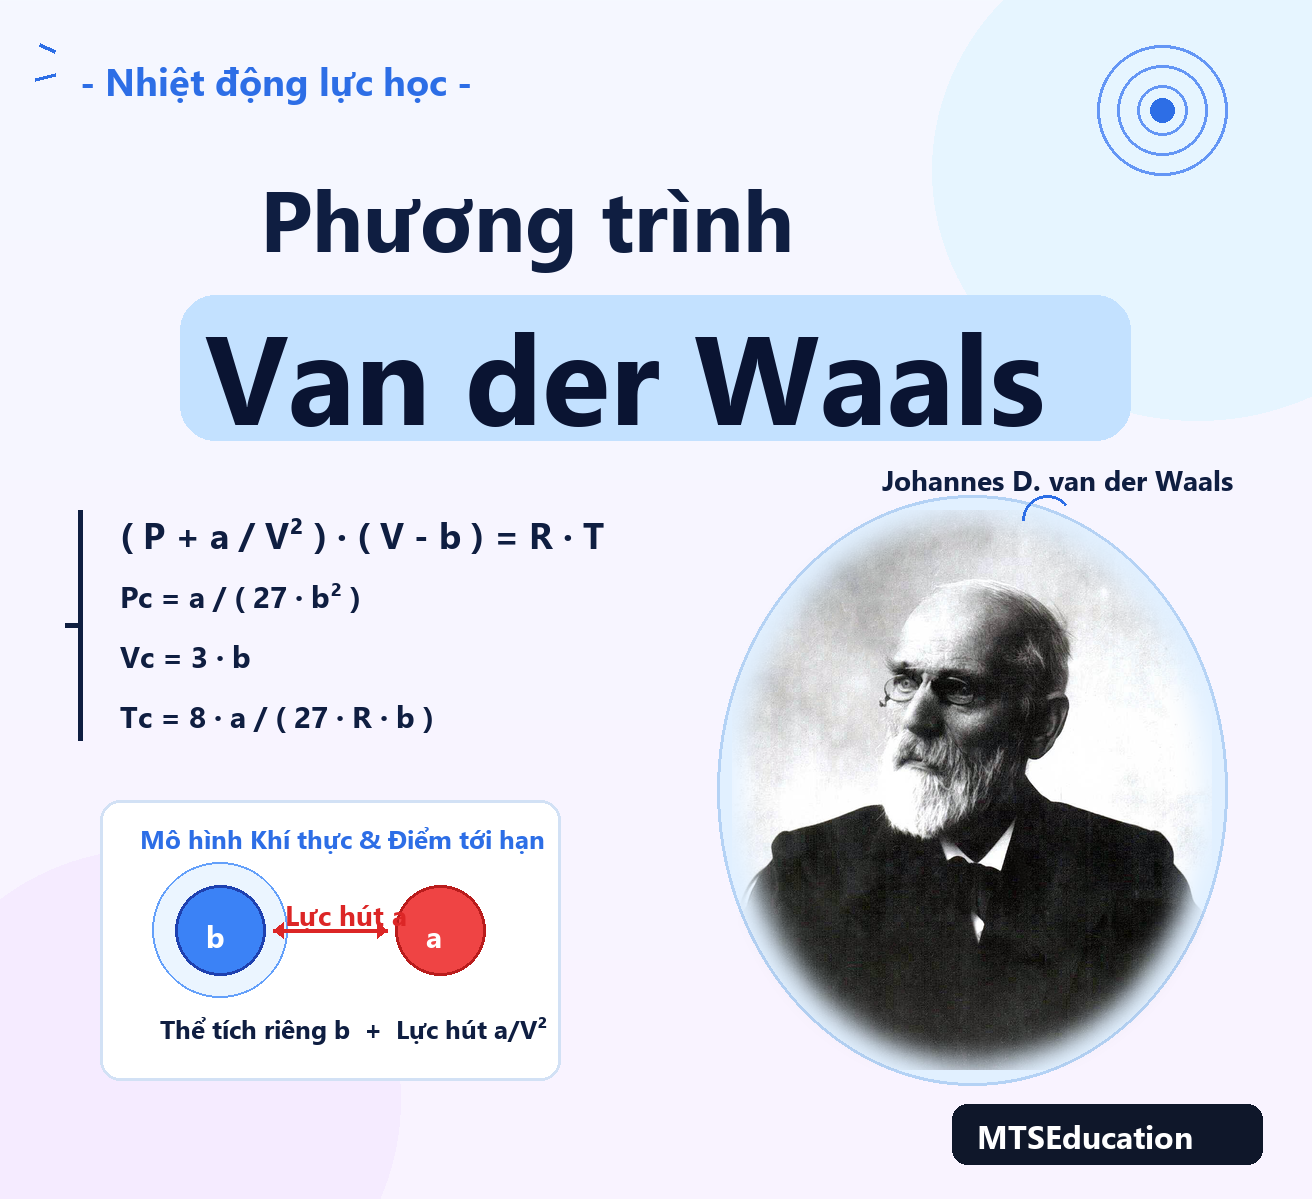 - Nhiệt động lực học -
Phương trình
Van der Waals
Johannes D. van der Waals
( P + a / V² ) · ( V - b ) = R · T
Pc = a / ( 27 · b² )
Vc = 3 · b
Tc = 8 · a / ( 27 · R · b )
Mô hình Khí thực & Điểm tới hạn
Lực hút a
b
a
Thể tích riêng b + Lực hút a/V²
MTSEducation